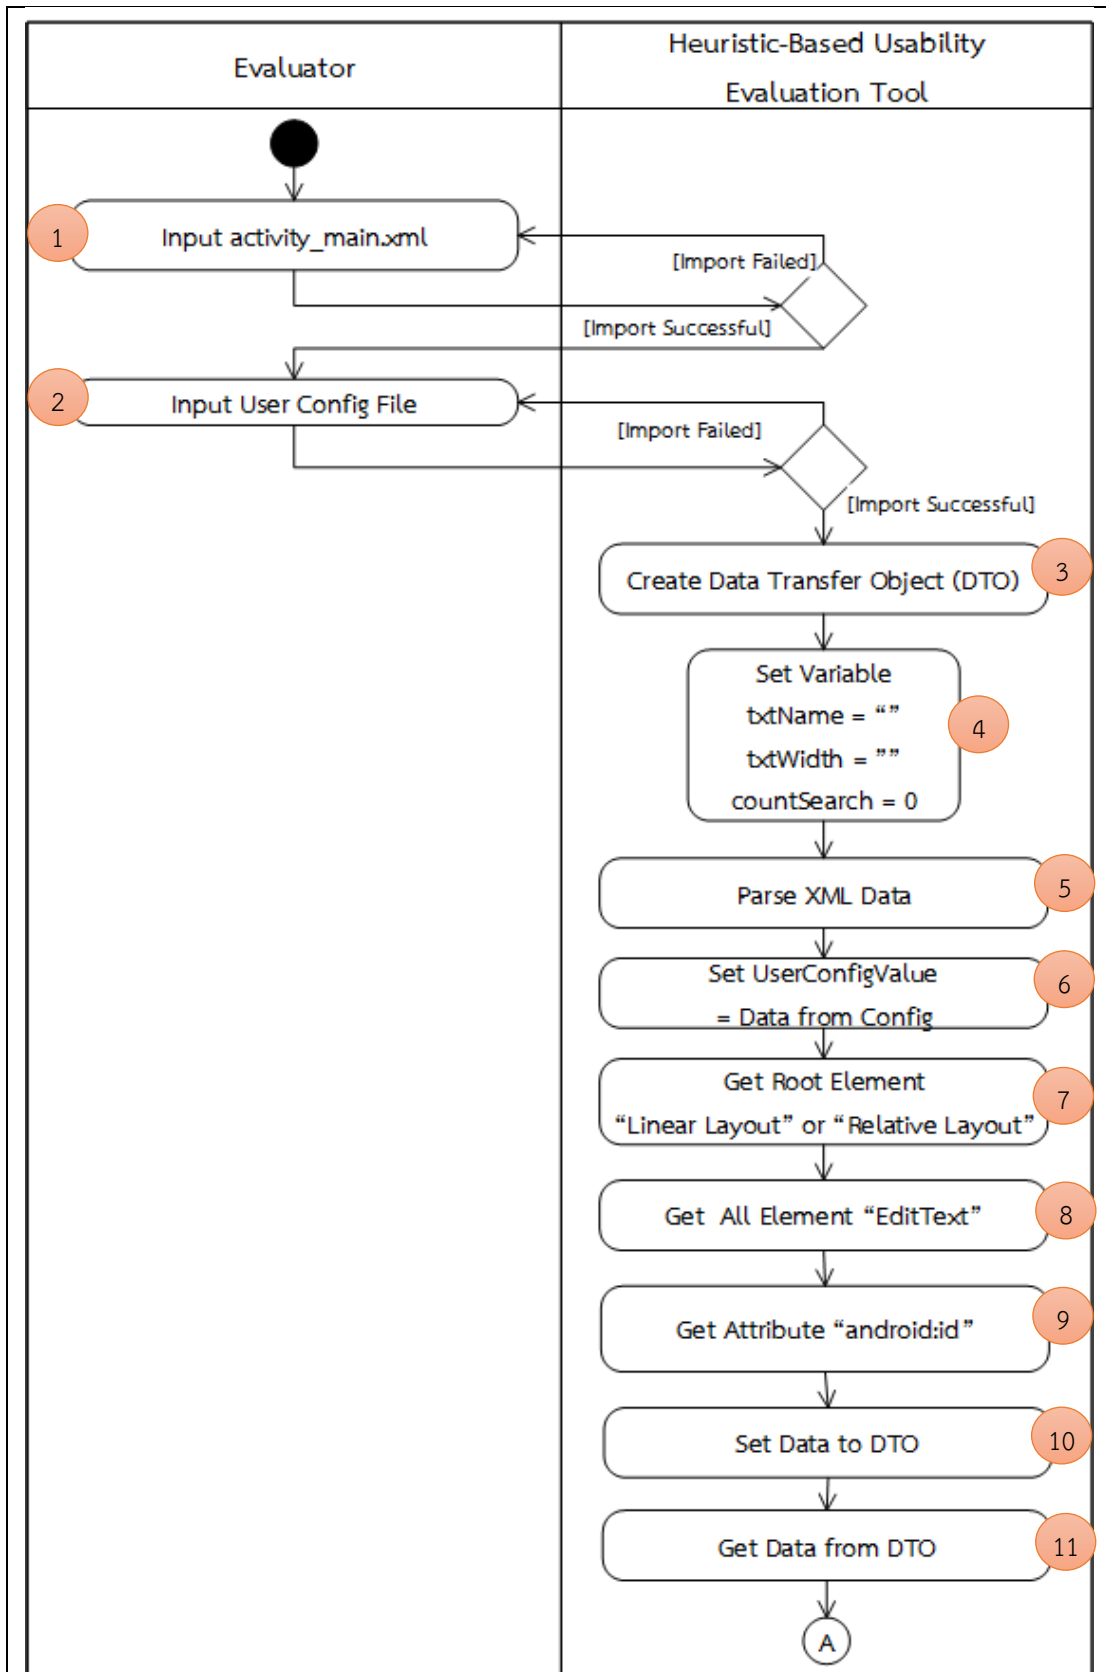 Evaluator
Heuristic-Based Usability
Evaluation Tool
1
Input activity_main.xml
[Import Failed]
[Import Successful]
2
Input User Config File
[Import Failed]
[Import Successful]
Create Data Transfer Object (DTO)
3
Set Variable
txtName = “”
txtWidth = “”
countSearch = 0
4
Parse XML Data
5
Set UserConfigValue
= Data from Config
6
Get Root Element
“Linear Layout” or “Relative Layout”
7
Get All Element “EditText”
8
Get Attribute “android:id”
9
Set Data to DTO
10
Get Data from DTO
11
A